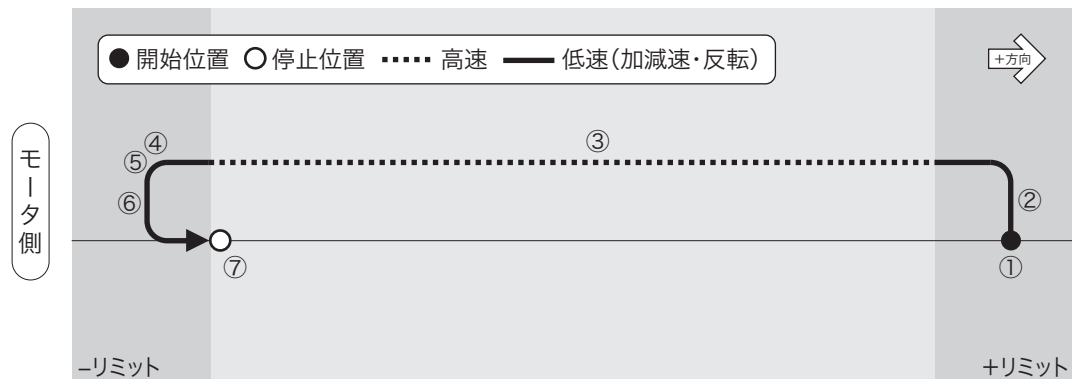 ●開始位置 ○停止位置 ▪▪▪▪▪▪ 高速 ━━ 低速(加減速・反転)
+方向
モータ側
③
④
⑤
⑥
②
⑦
①
−リミット
+リミット